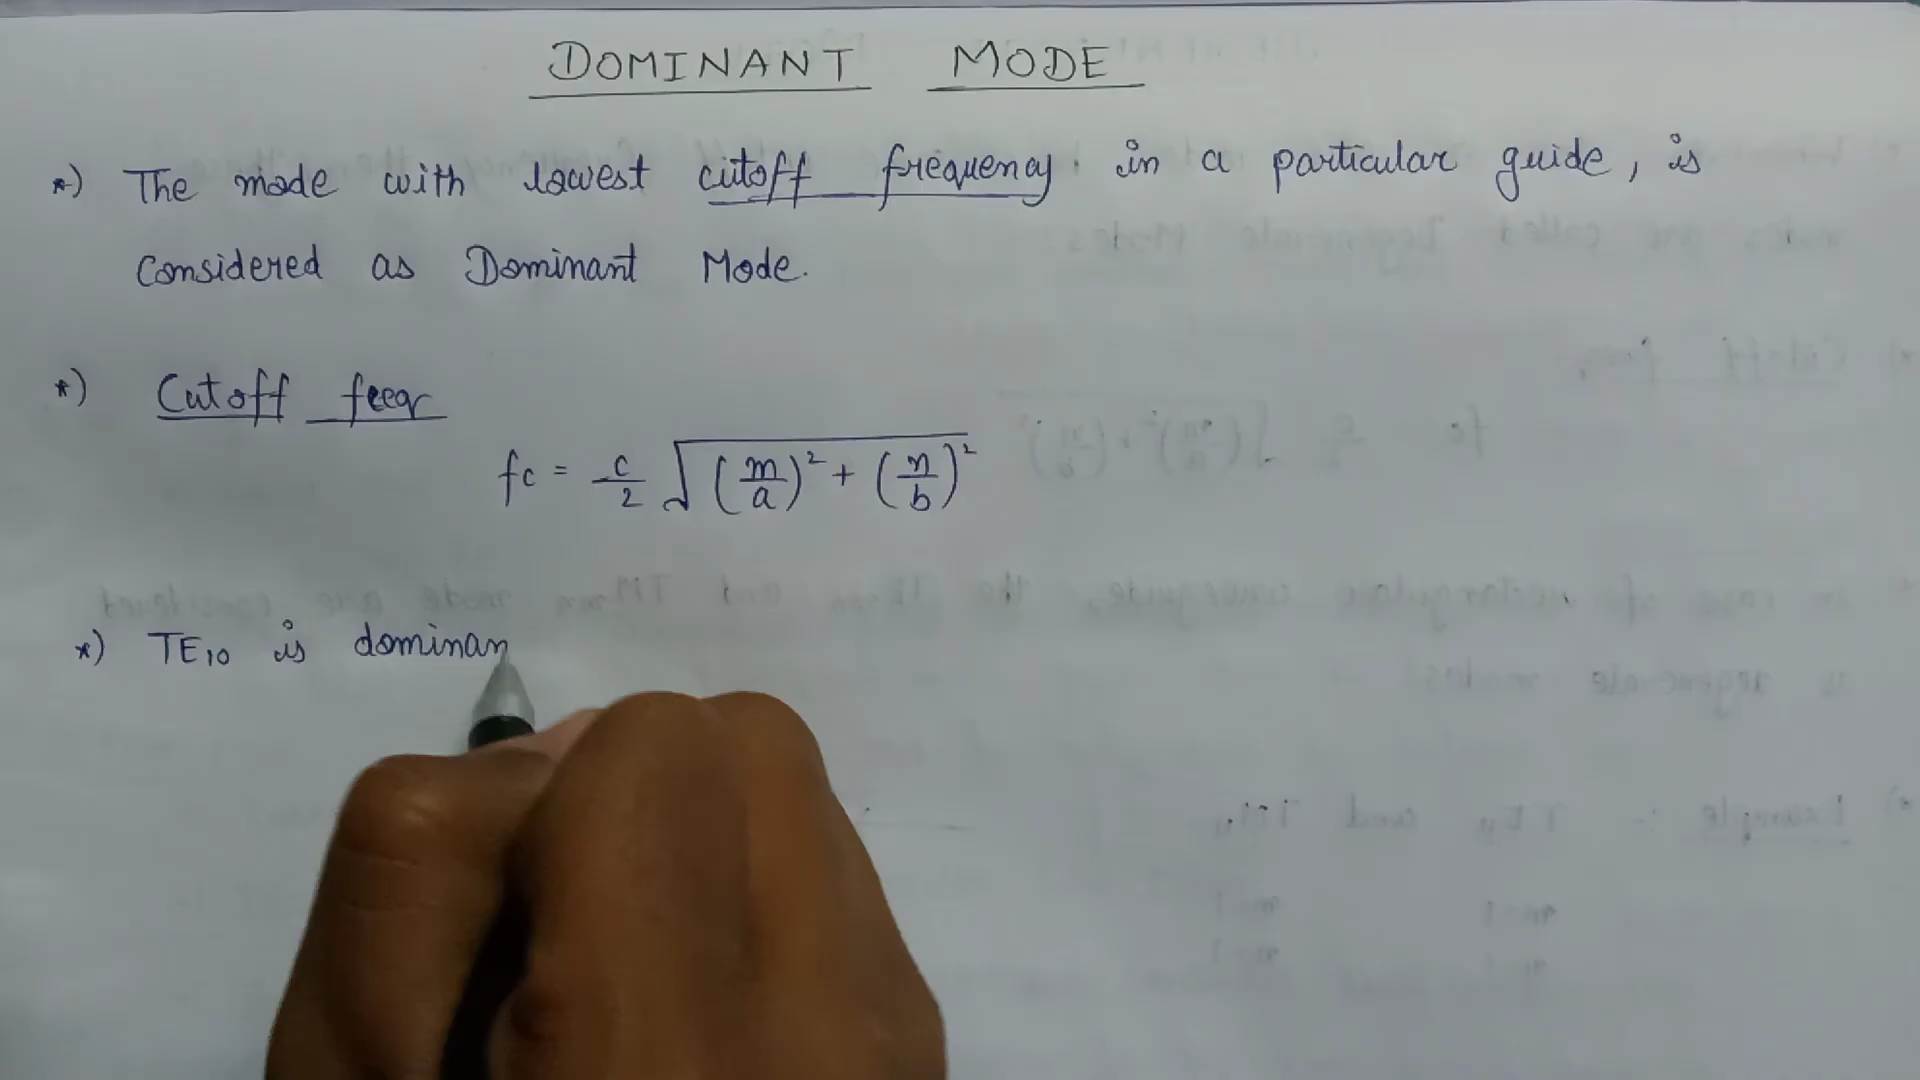 DOMINANT MODE
*) The mode with lowest cutoff frequency in a particular guide, is
Considered as Dominant Mode.
*) Cutoff freq
fc = c/2 √((m/a)² + (n/b)²)
*) TE₁₀ is dominan